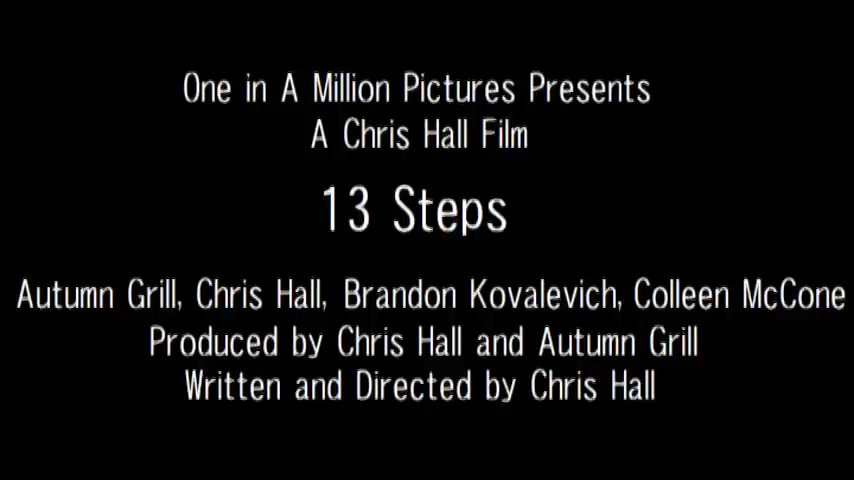 One in A Million Pictures Presents
A Chris Hall Film
13 Steps
Autumn Grill, Chris Hall, Brandon Kovalevich, Colleen McCone
Produced by Chris Hall and Autumn Grill
Written and Directed by Chris Hall